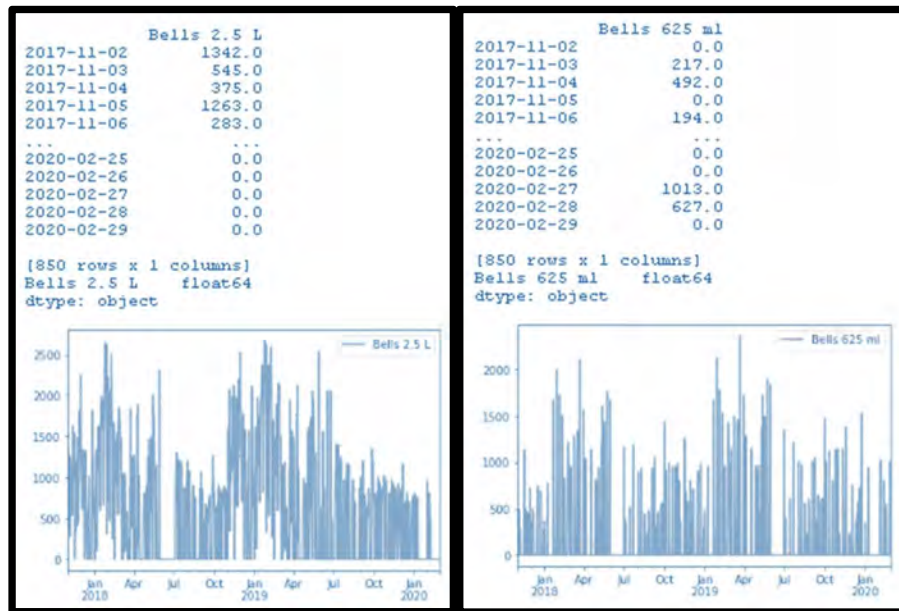 Bells 2.5 L
2017-11-02 1342.0
2017-11-03 545.0
2017-11-04 375.0
2017-11-05 1263.0
2017-11-06 283.0
... ...
2020-02-25 0.0
2020-02-26 0.0
2020-02-27 0.0
2020-02-28 0.0
2020-02-29 0.0
[850 rows x 1 columns]
Bells 2.5 L float64
dtype: object
Bells 2.5 L
2500
2000
1500
1000
500
0
Jan Apr Jul Oct Jan Apr Jul Oct Jan
2018 2019 2020
Bells 625 ml
2017-11-02 0.0
2017-11-03 217.0
2017-11-04 492.0
2017-11-05 0.0
2017-11-06 194.0
... ...
2020-02-25 0.0
2020-02-26 0.0
2020-02-27 1013.0
2020-02-28 627.0
2020-02-29 0.0
[850 rows x 1 columns]
Bells 625 ml float64
dtype: object
Bells 625 ml
2000
1500
1000
500
0
Jan Apr Jul Oct Jan Apr Jul Oct Jan
2018 2019 2020